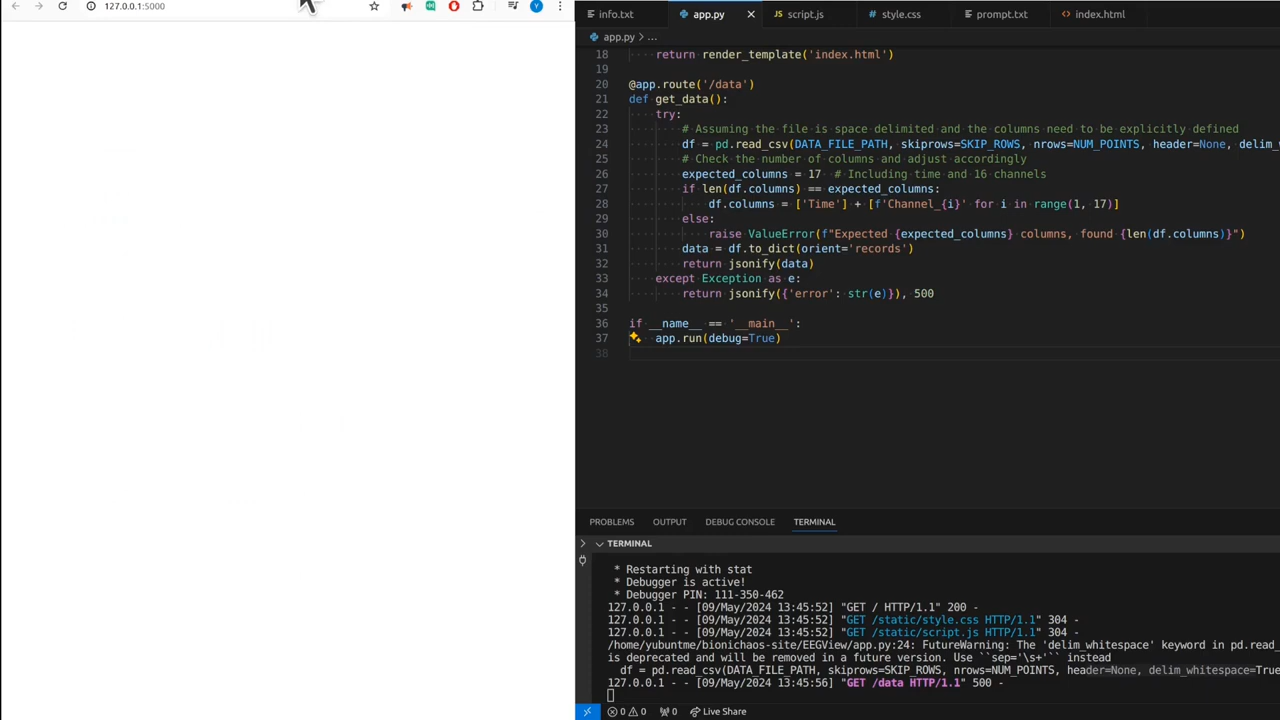 127.0.0.1:5000
Y
info.txt
app.py
script.js
style.css
prompt.txt
index.html
app.py > ...
18 return render_template('index.html')
19
20 @app.route('/data')
21 def get_data():
22 try:
23 # Assuming the file is space delimited and the columns need to be explicitly defined
24 df = pd.read_csv(DATA_FILE_PATH, skiprows=SKIP_ROWS, nrows=NUM_POINTS, header=None, delim_w
25 # Check the number of columns and adjust accordingly
26 expected_columns = 17 # Including time and 16 channels
27 if len(df.columns) == expected_columns:
28 df.columns = ['Time'] + [f'Channel_{i}' for i in range(1, 17)]
29 else:
30 raise ValueError(f"Expected {expected_columns} columns, found {len(df.columns)}")
31 data = df.to_dict(orient='records')
32 return jsonify(data)
33 except Exception as e:
34 return jsonify({'error': str(e)}), 500
35
36 if __name__ == '__main__':
37 app.run(debug=True)
38
PROBLEMS OUTPUT DEBUG CONSOLE TERMINAL
TERMINAL
* Restarting with stat
* Debugger is active!
* Debugger PIN: 111-350-462
127.0.0.1 - - [09/May/2024 13:45:52] "GET / HTTP/1.1" 200 -
127.0.0.1 - - [09/May/2024 13:45:52] "GET /static/style.css HTTP/1.1" 304 -
127.0.0.1 - - [09/May/2024 13:45:52] "GET /static/script.js HTTP/1.1" 304 -
/home/yubuntme/bionichaos-site/EEGView/app.py:24: FutureWarning: The 'delim_whitespace' keyword in pd.read_
is deprecated and will be removed in a future version. Use ``sep='\s+'`` instead
df = pd.read_csv(DATA_FILE_PATH, skiprows=SKIP_ROWS, nrows=NUM_POINTS, header=None, delim_whitespace=True
127.0.0.1 - - [09/May/2024 13:45:56] "GET /data HTTP/1.1" 500 -
0 0 0 Live Share